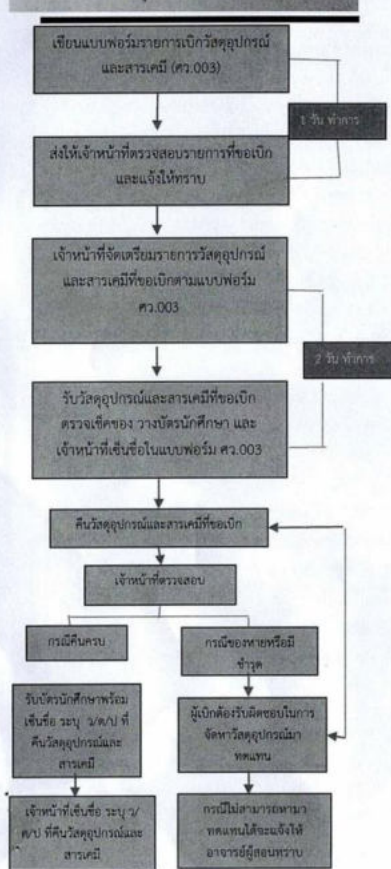 เขียนแบบฟอร์มรายการเบิกวัสดุอุปกรณ์
และสารเคมี (ศว.003)
1 วัน ทำการ
ส่งให้เจ้าหน้าที่ตรวจสอบรายการที่ขอเบิก
และแจ้งให้ทราบ
เจ้าหน้าที่จัดเตรียมรายการวัสดุอุปกรณ์
และสารเคมีที่ขอเบิกตามแบบฟอร์ม
ศว.003
2 วัน ทำการ
รับวัสดุอุปกรณ์และสารเคมีที่ขอเบิก
ตรวจเช็คของ วางบัตรนักศึกษา และ
เจ้าหน้าที่เซ็นชื่อในแบบฟอร์ม ศว.003
คืนวัสดุอุปกรณ์และสารเคมีที่ขอเบิก
เจ้าหน้าที่ตรวจสอบ
กรณีคืนครบ
กรณีของหายหรือมี
ชำรุด
รับบัตรนักศึกษาพร้อม
เซ็นชื่อ ระบุ ว/ด/ป ที่
คืนวัสดุอุปกรณ์และ
สารเคมี
ผู้เบิกต้องรับผิดชอบในการ
จัดหาวัสดุอุปกรณ์มา
ทดแทน
เจ้าหน้าที่เซ็นชื่อ ระบุ ว/
ด/ป ที่คืนวัสดุอุปกรณ์และ
สารเคมี
กรณีไม่สามารถหามา
ทดแทนได้จะแจ้งให้
อาจารย์ผู้สอนทราบ